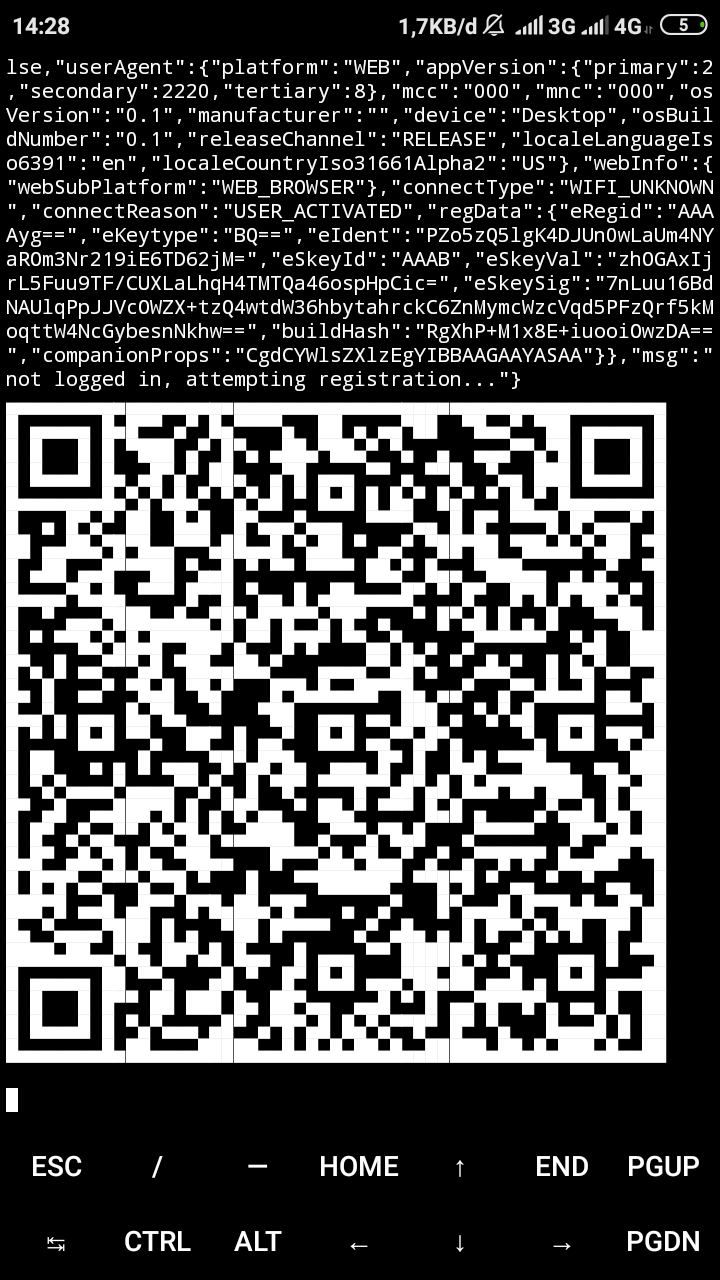 14:28 1,7KB/d 3G 4G 5
lse,"userAgent":{"platform":"WEB","appVersion":{"primary":2
,"secondary":2220,"tertiary":8},"mcc":"000","mnc":"000","os
Version":"0.1","manufacturer":"","device":"Desktop","osBuil
dNumber":"0.1","releaseChannel":"RELEASE","localeLanguageIs
o6391":"en","localeCountryIso31661Alpha2":"US"},"webInfo":{
"webSubPlatform":"WEB_BROWSER"},"connectType":"WIFI_UNKNOWN
","connectReason":"USER_ACTIVATED","regData":{"eRegid":"AAA
Ayg==","eKeytype":"BQ==","eIdent":"PZo5zQ5lgK4DJUn0wLaUm4NY
aROm3Nr219iE6TD62jM=","eSkeyId":"AAAB","eSkeyVal":"zhOGAxIj
rL5Fuu9TF/CUXLaLhqH4TMTQa46ospHpCic=","eSkeySig":"7nLuu16Bd
NAUlqPpJJVcOWZX+tzQ4wtdW36hbytahrckC6ZnMymcWzcVqd5PFzQrf5kM
oqttW4NcGybesnNkhw==","buildHash":"RgXhP+M1x8E+iuooiOwzDA==
","companionProps":"CgdCYWlsZXlzEgYIBBAAGAAYASAA"}},"msg":"
not logged in, attempting registration..."}
ESC / — HOME ↑ END PGUP
↹ CTRL ALT ← ↓ → PGDN